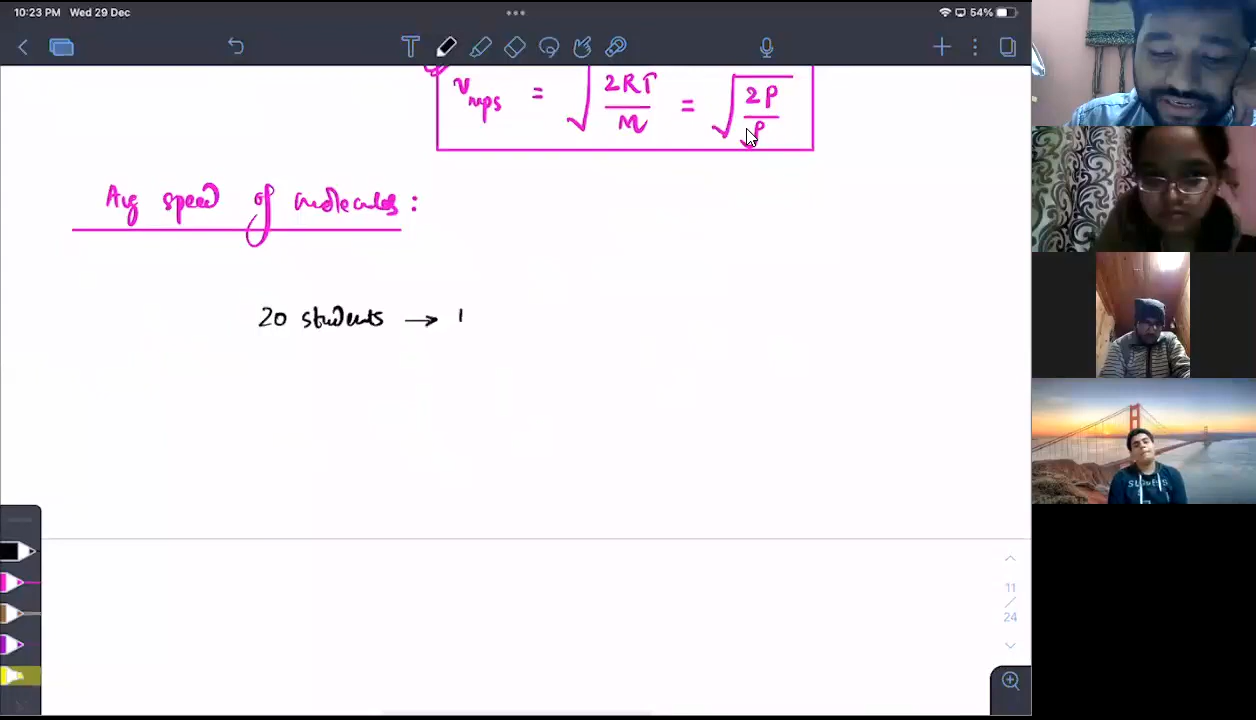 10:23 PM Wed 29 Dec
54%
T
v_mps = √(2RT/M) = √(2P/ρ)
Avg speed of molecules :
20 students → 1
11
/
24